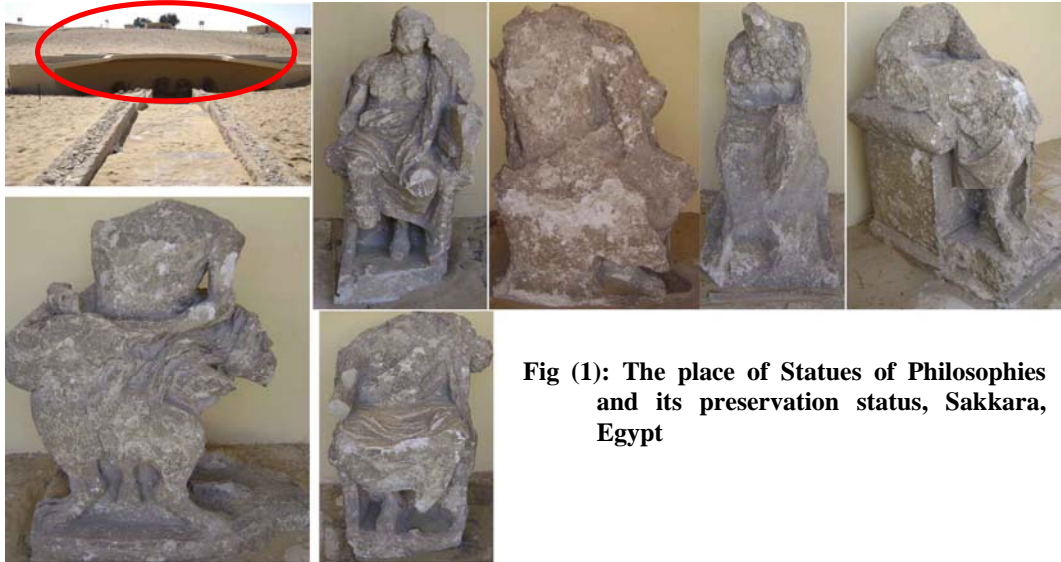 Fig (1): The place of Statues of Philosophies
and its preservation status, Sakkara,
Egypt